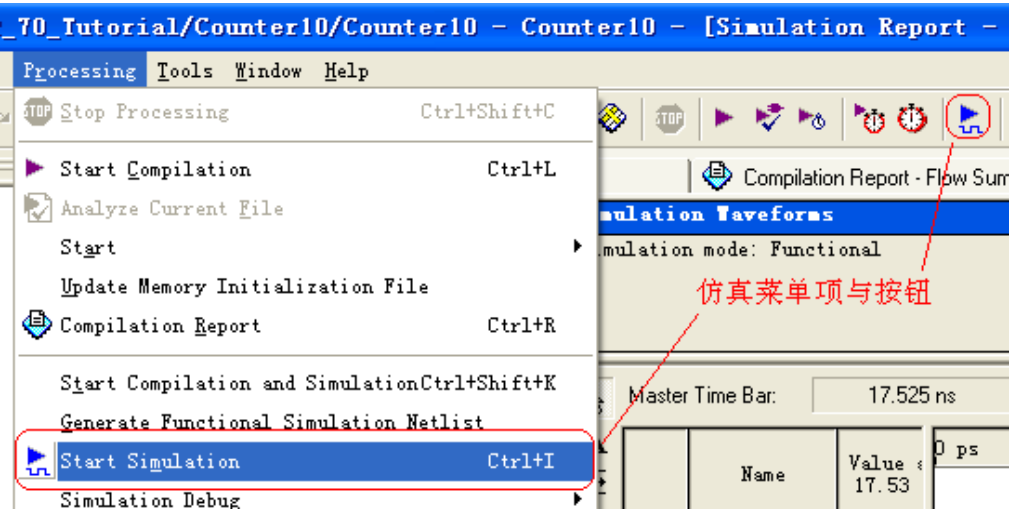 _70_Tutorial/Counter10/Counter10 - Counter10 - [Simulation Report -
Processing Tools Window Help
STOP Stop Processing Ctrl+Shift+C
STOP
Start Compilation Ctrl+L
Compilation Report - Flow Sum
Analyze Current File
mulation Waveforms
Start
mulation mode: Functional
Update Memory Initialization File
仿真菜单项与按钮
Compilation Report Ctrl+R
Start Compilation and SimulationCtrl+Shift+K
Master Time Bar: 17.525 ns
Generate Functional Simulation Netlist
Start Simulation Ctrl+I
Name
Value
17.53
0 ps
Simulation Debug